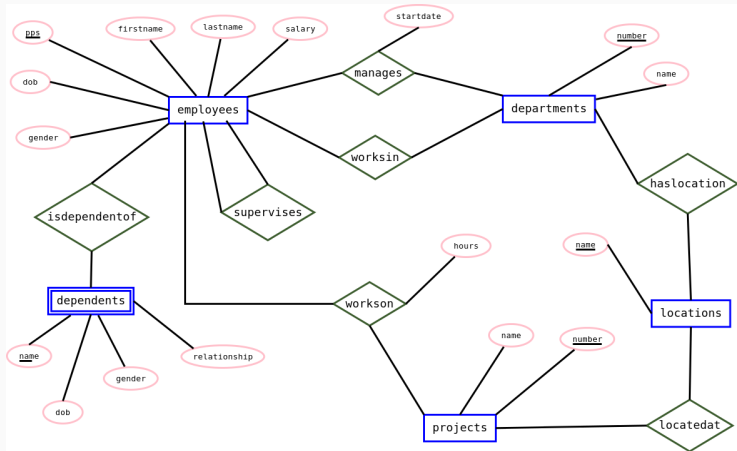 startdate
pps
firstname
lastname
salary
number
manages
name
dob
employees
departments
gender
worksin
haslocation
isdependentof
supervises
name
hours
dependents
workson
locations
name
relationship
name
number
gender
dob
projects
locatedat